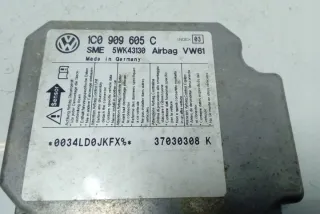 1C0 909 605 C
SME 5WK43130 Airbag VW61
Made in Germany
*0034LD0JKFX%*
37030308 K